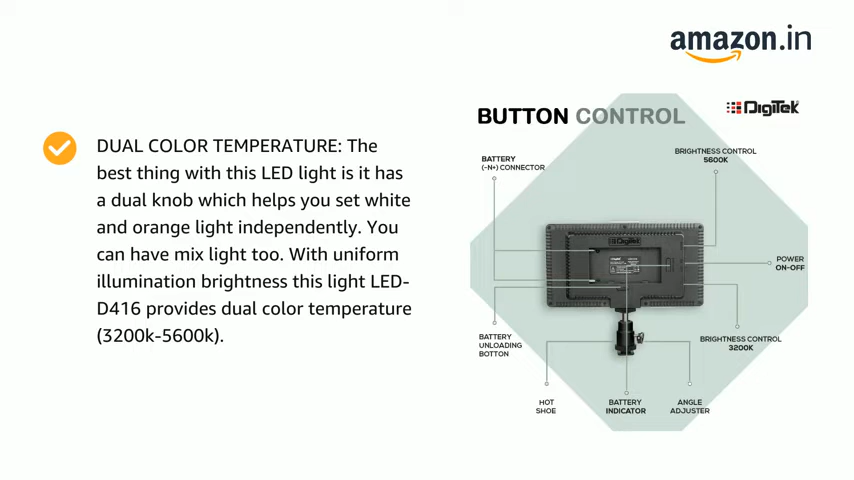 amazon.in
DUAL COLOR TEMPERATURE: The
best thing with this LED light is it has
a dual knob which helps you set white
and orange light independently. You
can have mix light too. With uniform
illumination brightness this light LED-
D416 provides dual color temperature
(3200k-5600k).
BUTTON CONTROL
DigiTek
BATTERY
(-N+) CONNECTOR
BRIGHTNESS CONTROL
5600K
DigiTek
POWER
ON-OFF
BATTERY
UNLOADING
BOTTON
BRIGHTNESS CONTROL
3200K
HOT
SHOE
BATTERY
INDICATOR
ANGLE
ADJUSTER